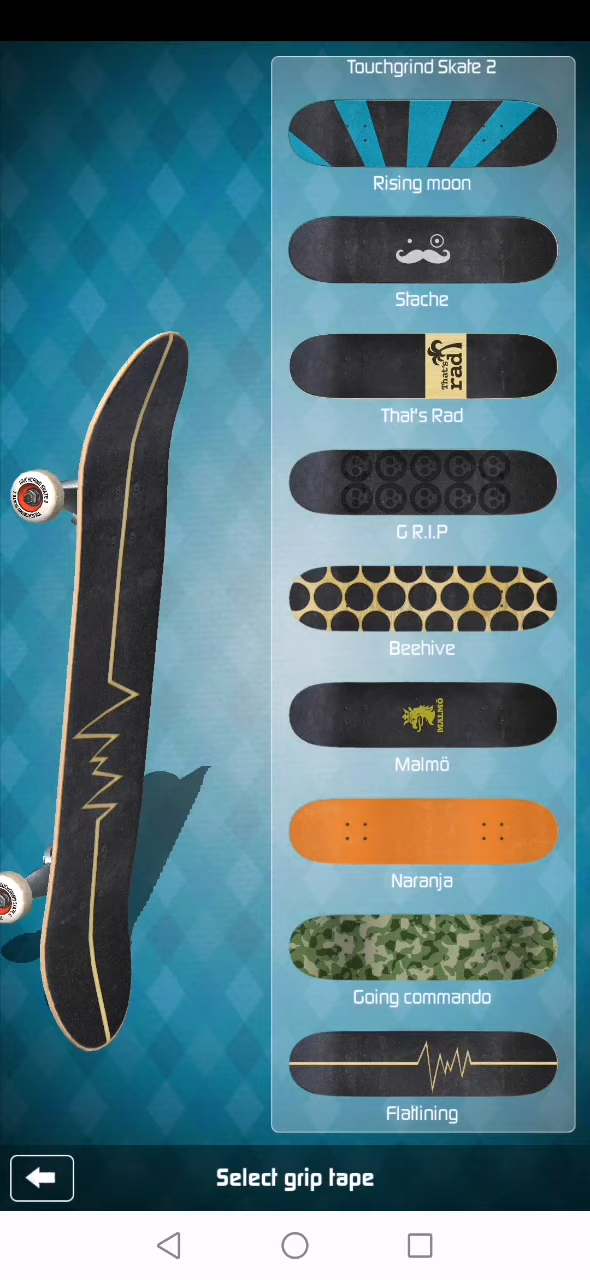 Touchgrind Skate 2
Rising moon
Stache
That's
rad
That's Rad
G R.I.P
Beehive
MALMÖ
Malmö
Naranja
Going commando
Flatlining
Select grip tape